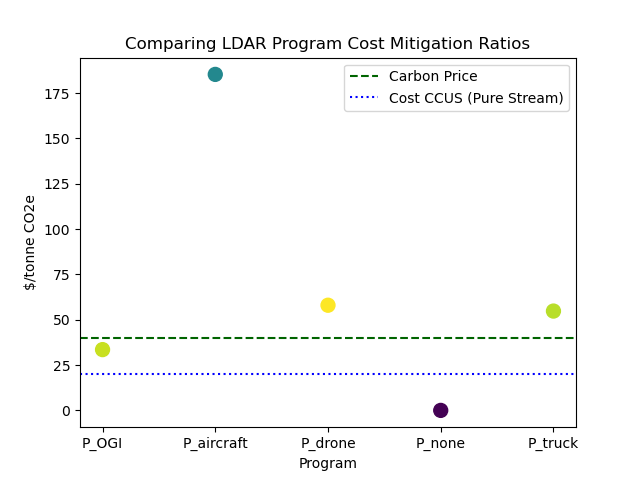 Comparing LDAR Program Cost Mitigation Ratios
Carbon Price
Cost CCUS (Pure Stream)
$/tonne CO2e
175
150
125
100
75
50
25
0
P_OGI P_aircraft P_drone P_none P_truck
Program